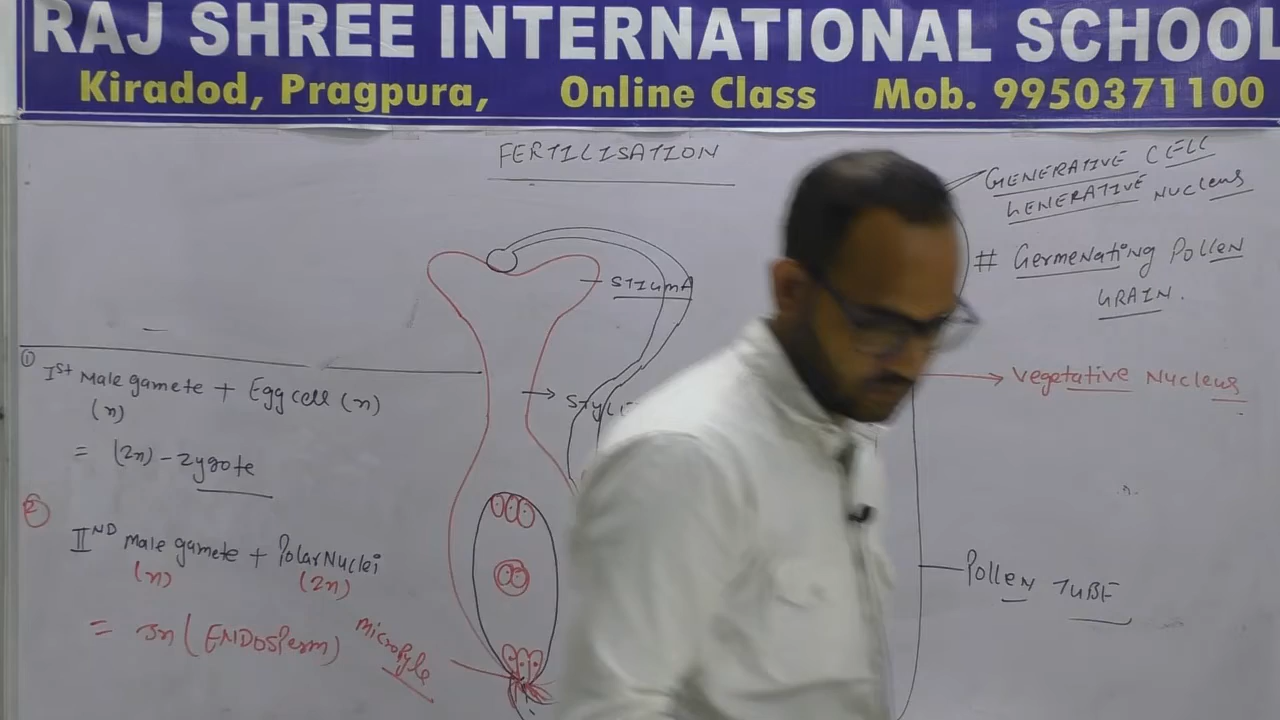 RAJ SHREE INTERNATIONAL SCHOOL
Kiradod, Pragpura, Online Class Mob. 9950371100
FERTILISATION
GENERATIVE CELL
GENERATIVE NUCLEUS
# Germenating Pollen
GRAIN.
STIGMA
① Ist Male gamete + Egg cell (n)
(n)
= (2n) - Zygote
Vegetative Nucleus
STYLE
② IInd Male gamete + Polar Nuclei
(n) (2n)
= 3n (ENDOSPerm)
Micropyle
Pollen TUBE